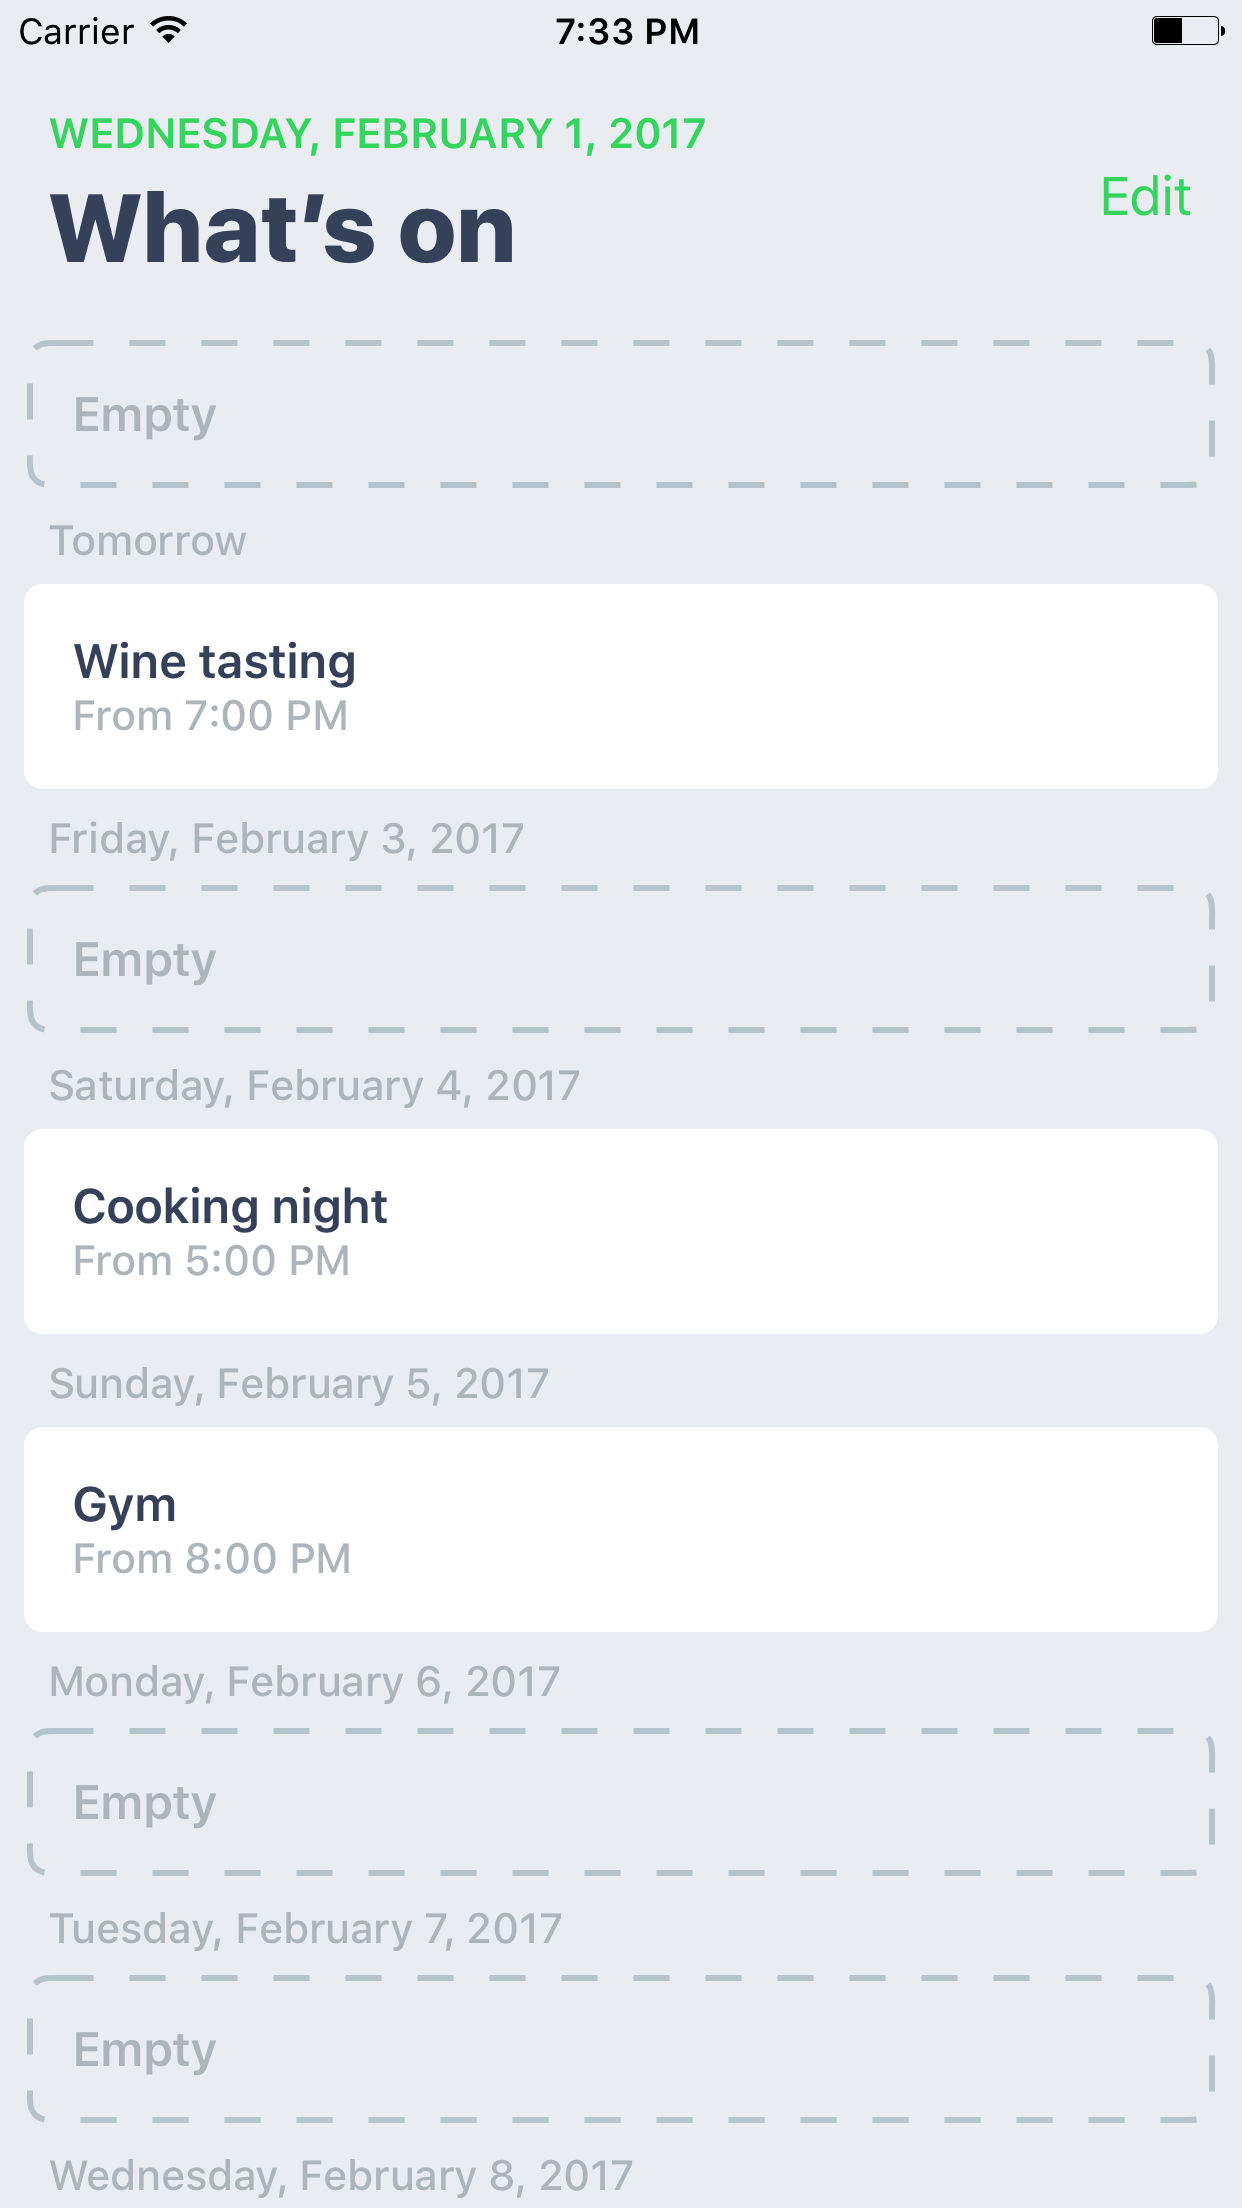 Carrier 7:33 PM
WEDNESDAY, FEBRUARY 1, 2017
What’s on
Edit
Empty
Tomorrow
Wine tasting
From 7:00 PM
Friday, February 3, 2017
Empty
Saturday, February 4, 2017
Cooking night
From 5:00 PM
Sunday, February 5, 2017
Gym
From 8:00 PM
Monday, February 6, 2017
Empty
Tuesday, February 7, 2017
Empty
Wednesday, February 8, 2017